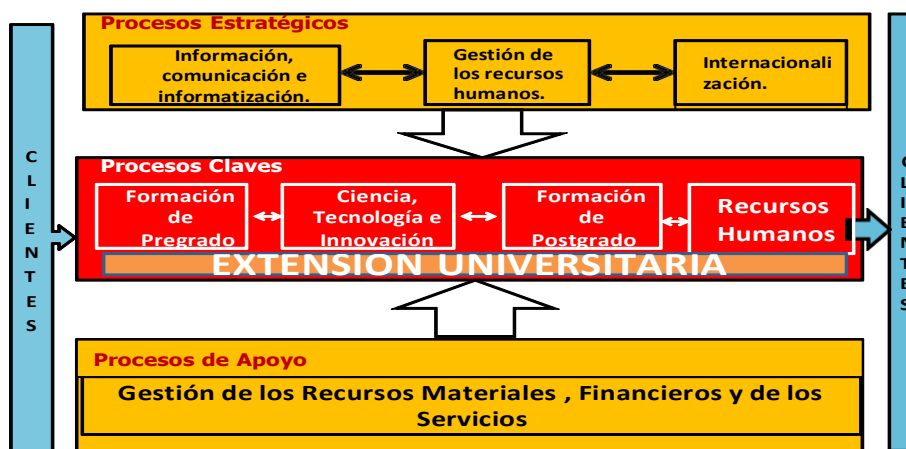 Procesos Estratégicos
Información,
comunicación e
informatización.
Gestión de
los recursos
humanos.
Internacionali
zación.
CLIENTES
Procesos Claves
Formación
de
Pregrado
Ciencia,
Tecnología e
Innovación
Formación
de
Postgrado
Recursos
Humanos
EXTENSION UNIVERSITARIA
CLIENTES
Procesos de Apoyo
Gestión de los Recursos Materiales , Financieros y de los
Servicios